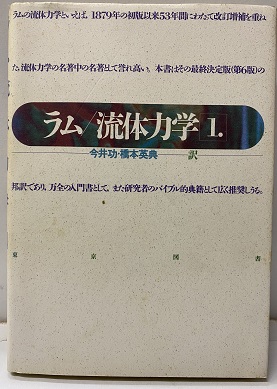 ラムの流体力学といえば、1879年の初版以来53年間にわたって改訂増補を重ね
た流体力学の名著中の名著として誉れ高い。本書はその最終決定版(第6版)の
ラム/流体力学1.
今井功・橋本英典——訳
邦訳であり、万全の入門書として、また研究者のバイブル的典籍として広く推奨しうる。
東京図書